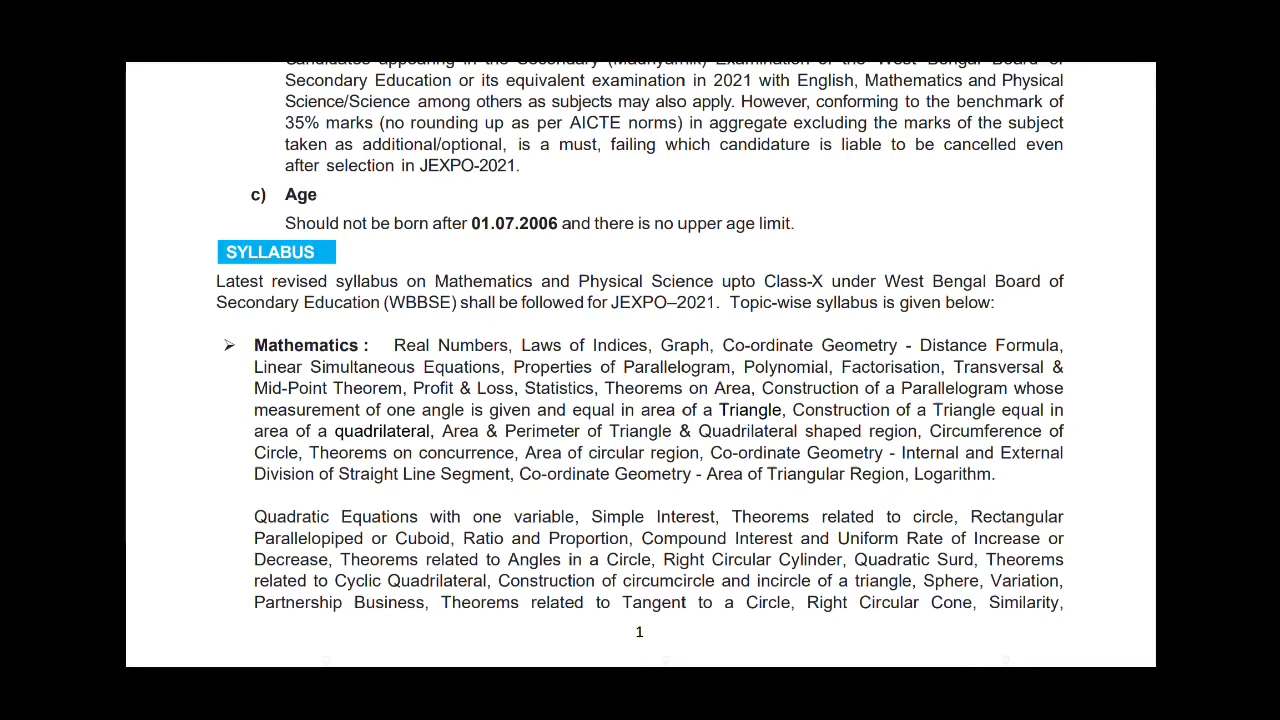 Candidates appearing in the Secondary (Madhyamik) Examination of the West Bengal Board of
Secondary Education or its equivalent examination in 2021 with English, Mathematics and Physical
Science/Science among others as subjects may also apply. However, conforming to the benchmark of
35% marks (no rounding up as per AICTE norms) in aggregate excluding the marks of the subject
taken as additional/optional, is a must, failing which candidature is liable to be cancelled even
after selection in JEXPO-2021.
c) Age
Should not be born after 01.07.2006 and there is no upper age limit.
SYLLABUS
Latest revised syllabus on Mathematics and Physical Science upto Class-X under West Bengal Board of
Secondary Education (WBBSE) shall be followed for JEXPO–2021. Topic-wise syllabus is given below:
➢ Mathematics : Real Numbers, Laws of Indices, Graph, Co-ordinate Geometry - Distance Formula,
Linear Simultaneous Equations, Properties of Parallelogram, Polynomial, Factorisation, Transversal &
Mid-Point Theorem, Profit & Loss, Statistics, Theorems on Area, Construction of a Parallelogram whose
measurement of one angle is given and equal in area of a Triangle, Construction of a Triangle equal in
area of a quadrilateral, Area & Perimeter of Triangle & Quadrilateral shaped region, Circumference of
Circle, Theorems on concurrence, Area of circular region, Co-ordinate Geometry - Internal and External
Division of Straight Line Segment, Co-ordinate Geometry - Area of Triangular Region, Logarithm.
Quadratic Equations with one variable, Simple Interest, Theorems related to circle, Rectangular
Parallelopiped or Cuboid, Ratio and Proportion, Compound Interest and Uniform Rate of Increase or
Decrease, Theorems related to Angles in a Circle, Right Circular Cylinder, Quadratic Surd, Theorems
related to Cyclic Quadrilateral, Construction of circumcircle and incircle of a triangle, Sphere, Variation,
Partnership Business, Theorems related to Tangent to a Circle, Right Circular Cone, Similarity,
1